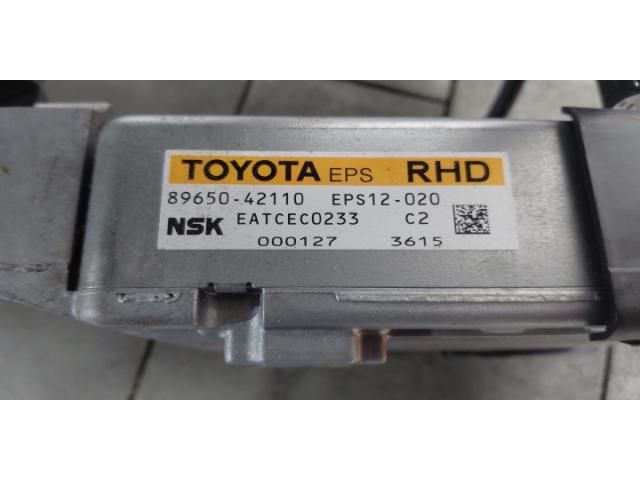 TOYOTA EPS RHD
89650-42110 EPS12-020
NSK EATCEC0233 C2
000127 3615